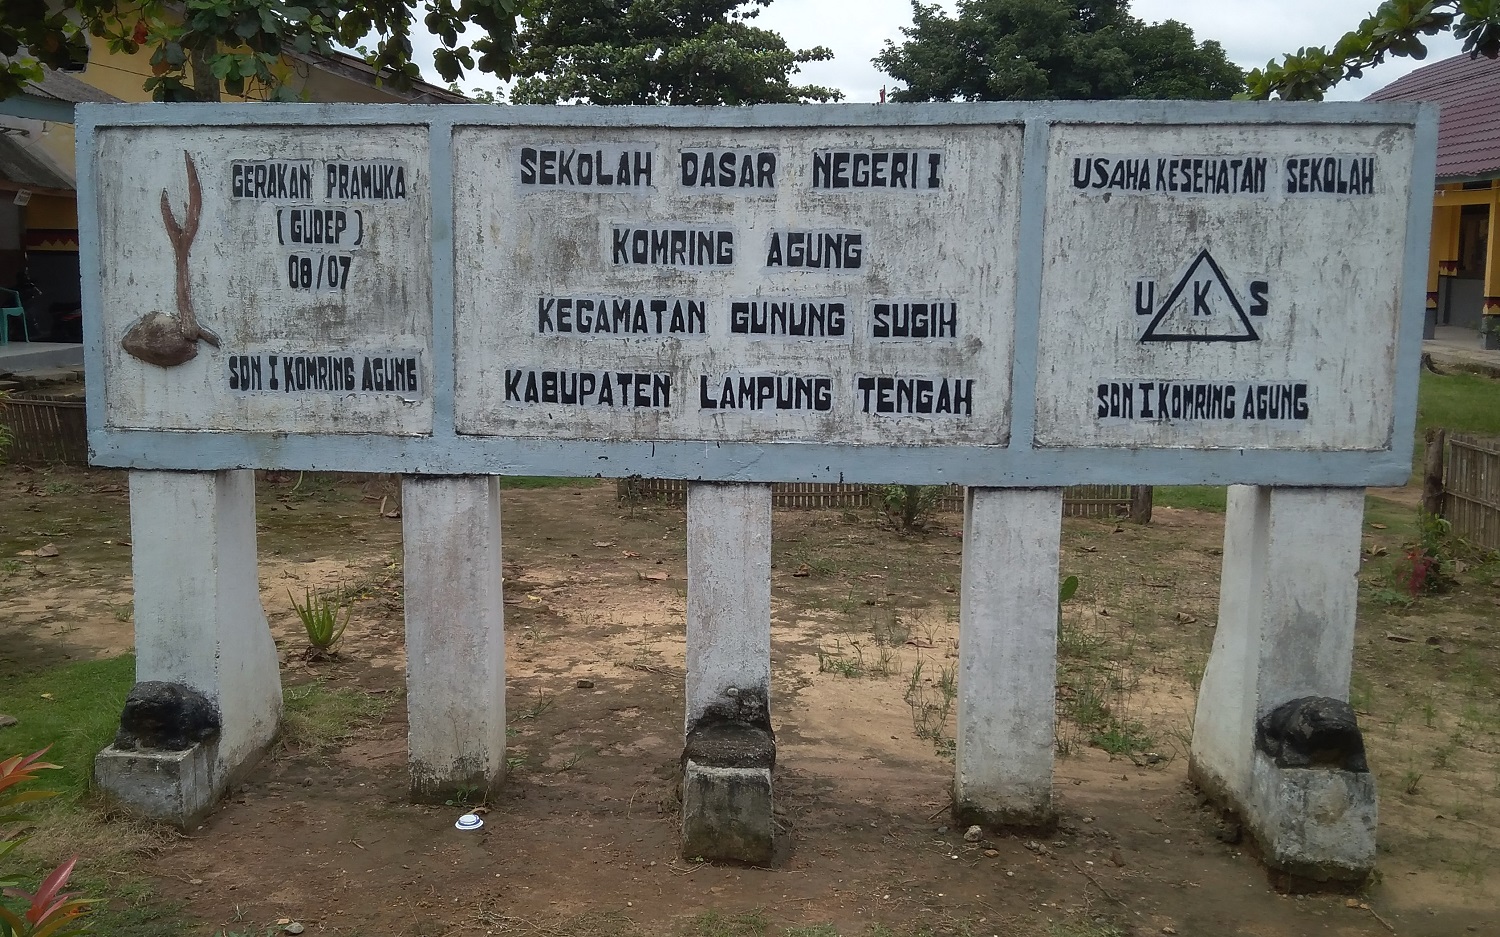 GERAKAN PRAMUKA
(GUDEP)
08/07
SDN I KOMRING AGUNG
SEKOLAH DASAR NEGERI I
KOMRING AGUNG
KECAMATAN GUNUNG SUGIH
KABUPATEN LAMPUNG TENGAH
USAHA KESEHATAN SEKOLAH
U K S
SDN I KOMRING AGUNG